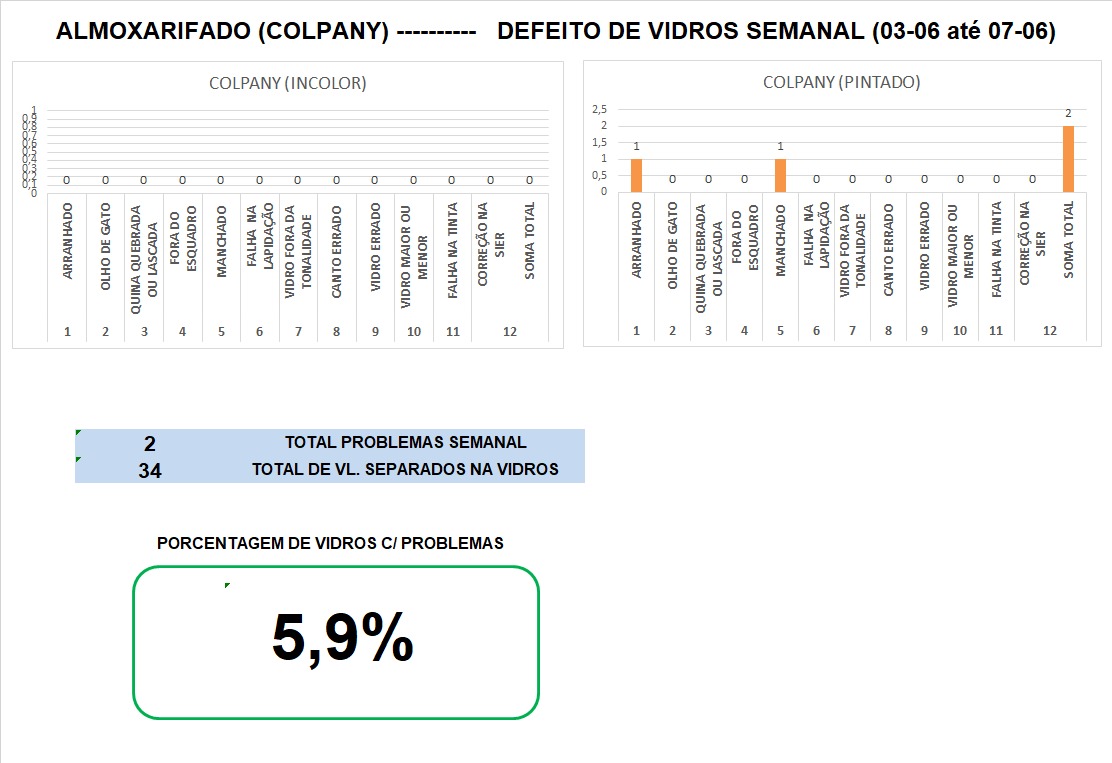 ALMOXARIFADO (COLPANY) ---------- DEFEITO DE VIDROS SEMANAL (03-06 até 07-06)
COLPANY (INCOLOR)
1
0,9
0,8
0,7
0,6
0,5
0,4
0,3
0,2
0,1
0
0 0 0 0 0 0 0 0 0 0 0 0 0
ARRANHADO
OLHO DE GATO
QUINA QUEBRADA
OU LASCADA
FORA DO
ESQUADRO
MANCHADO
FALHA NA
LAPIDAÇÃO
VIDRO FORA DA
TONALIDADE
CANTO ERRADO
VIDRO ERRADO
VIDRO MAIOR OU
MENOR
FALHA NA TINTA
CORREÇÃO NA
SIER
SOMA TOTAL
1 2 3 4 5 6 7 8 9 10 11 12
COLPANY (PINTADO)
2,5
2
1,5
1
0,5
0
1 0 0 0 1 0 0 0 0 0 0 0 2
ARRANHADO
OLHO DE GATO
QUINA QUEBRADA
OU LASCADA
FORA DO
ESQUADRO
MANCHADO
FALHA NA
LAPIDAÇÃO
VIDRO FORA DA
TONALIDADE
CANTO ERRADO
VIDRO ERRADO
VIDRO MAIOR OU
MENOR
FALHA NA TINTA
CORREÇÃO NA
SIER
SOMA TOTAL
1 2 3 4 5 6 7 8 9 10 11 12
2 TOTAL PROBLEMAS SEMANAL
34 TOTAL DE VL. SEPARADOS NA VIDROS
PORCENTAGEM DE VIDROS C/ PROBLEMAS
5,9%